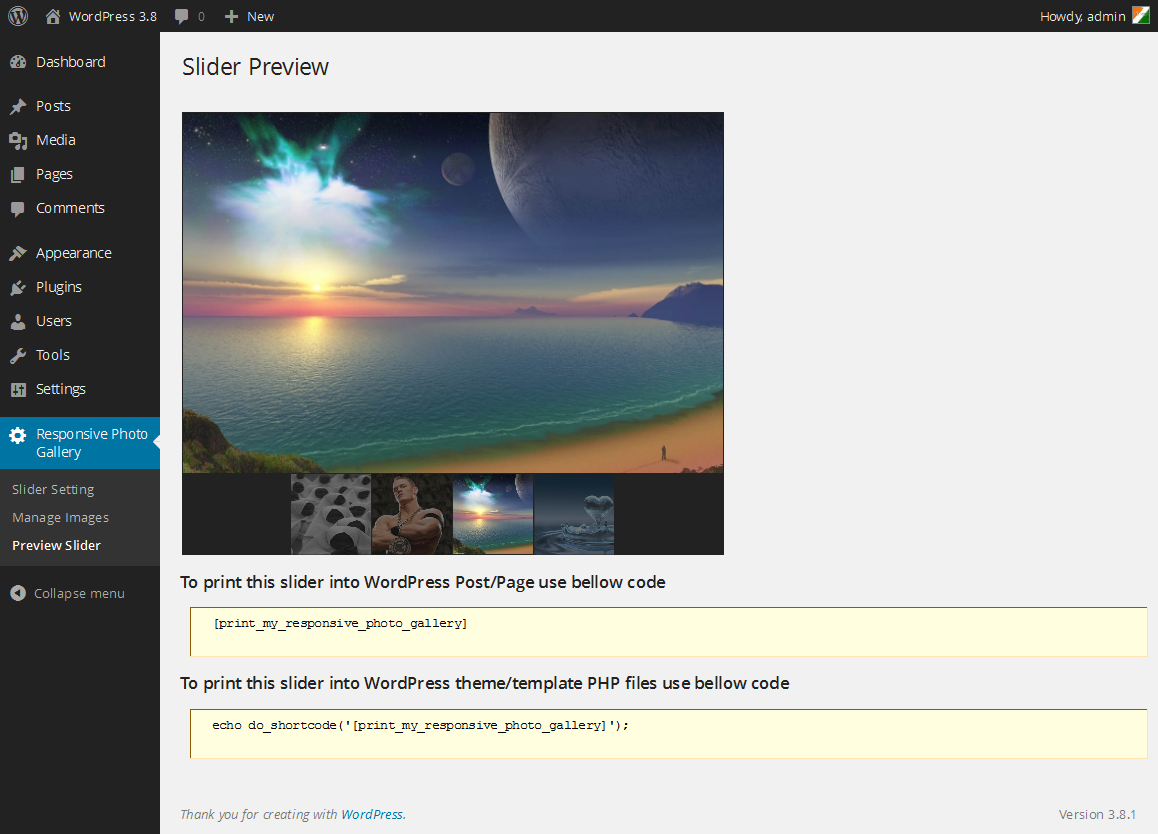 WordPress 3.8
0
New
Howdy, admin
Dashboard
Posts
Media
Pages
Comments
Appearance
Plugins
Users
Tools
Settings
Responsive Photo
Gallery
Slider Setting
Manage Images
Preview Slider
Collapse menu
Slider Preview
To print this slider into WordPress Post/Page use bellow code
[print_my_responsive_photo_gallery]
To print this slider into WordPress theme/template PHP files use bellow code
echo do_shortcode('[print_my_responsive_photo_gallery]');
Thank you for creating with WordPress.
Version 3.8.1